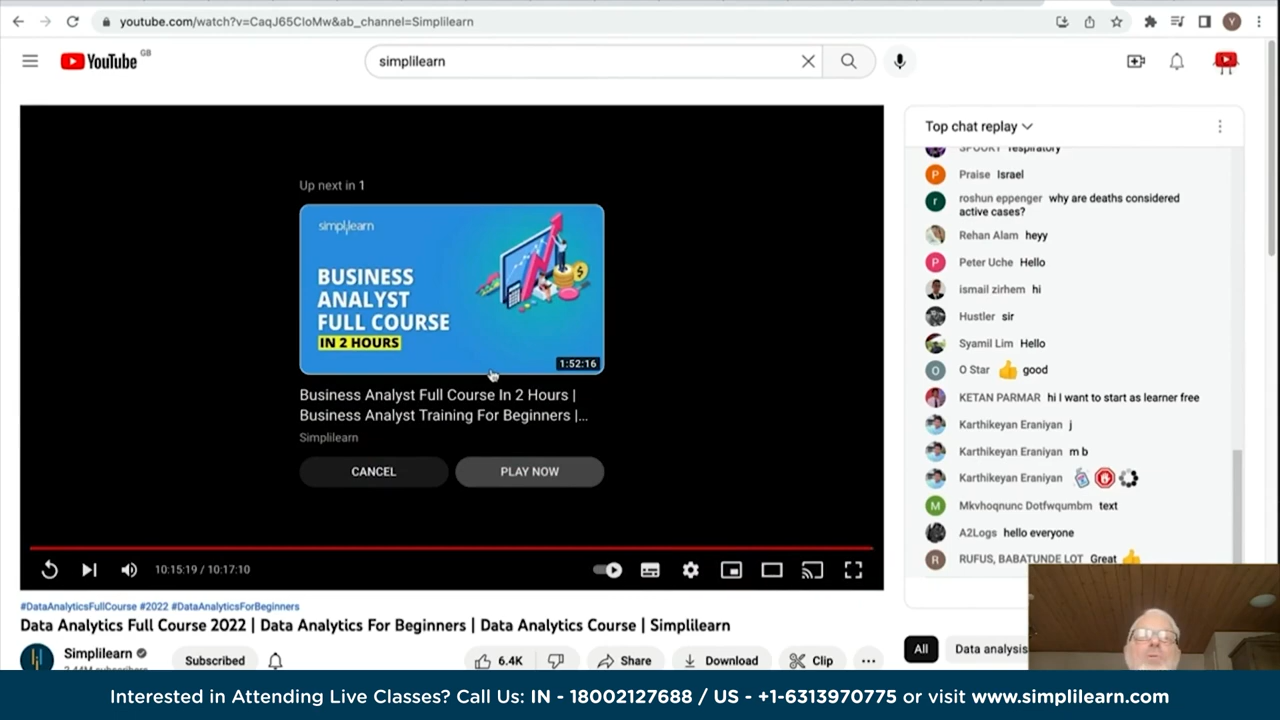 youtube.com/watch?v=CaqJ65CIoMw&ab_channel=Simplilearn
Y
YouTube GB
simplilearn
Up next in 1
simplilearn
BUSINESS
ANALYST
FULL COURSE
IN 2 HOURS
1:52:16
Business Analyst Full Course In 2 Hours |
Business Analyst Training For Beginners |...
Simplilearn
CANCEL
PLAY NOW
10:15:19 / 10:17:10
#DataAnalyticsFullCourse #2022 #DataAnalyticsForBeginners
Data Analytics Full Course 2022 | Data Analytics For Beginners | Data Analytics Course | Simplilearn
Simplilearn
subscribers
Subscribed
6.4K
Share
Download
Clip
Top chat replay
SPOOKY respiratory
P Praise Israel
r roshun eppenger why are deaths considered
active cases?
Rehan Alam heyy
P Peter Uche Hello
ismail zirhem hi
Hustler sir
Syamil Lim Hello
O O Star good
KETAN PARMAR hi I want to start as learner free
Karthikeyan Eraniyan j
Karthikeyan Eraniyan m b
Karthikeyan Eraniyan
M Mkvhoqnunc Dotfwqumbm text
A2Logs hello everyone
R RUFUS, BABATUNDE LOT Great
All
Data analysis
Interested in Attending Live Classes? Call Us: IN - 18002127688 / US - +1-6313970775 or visit www.simplilearn.com